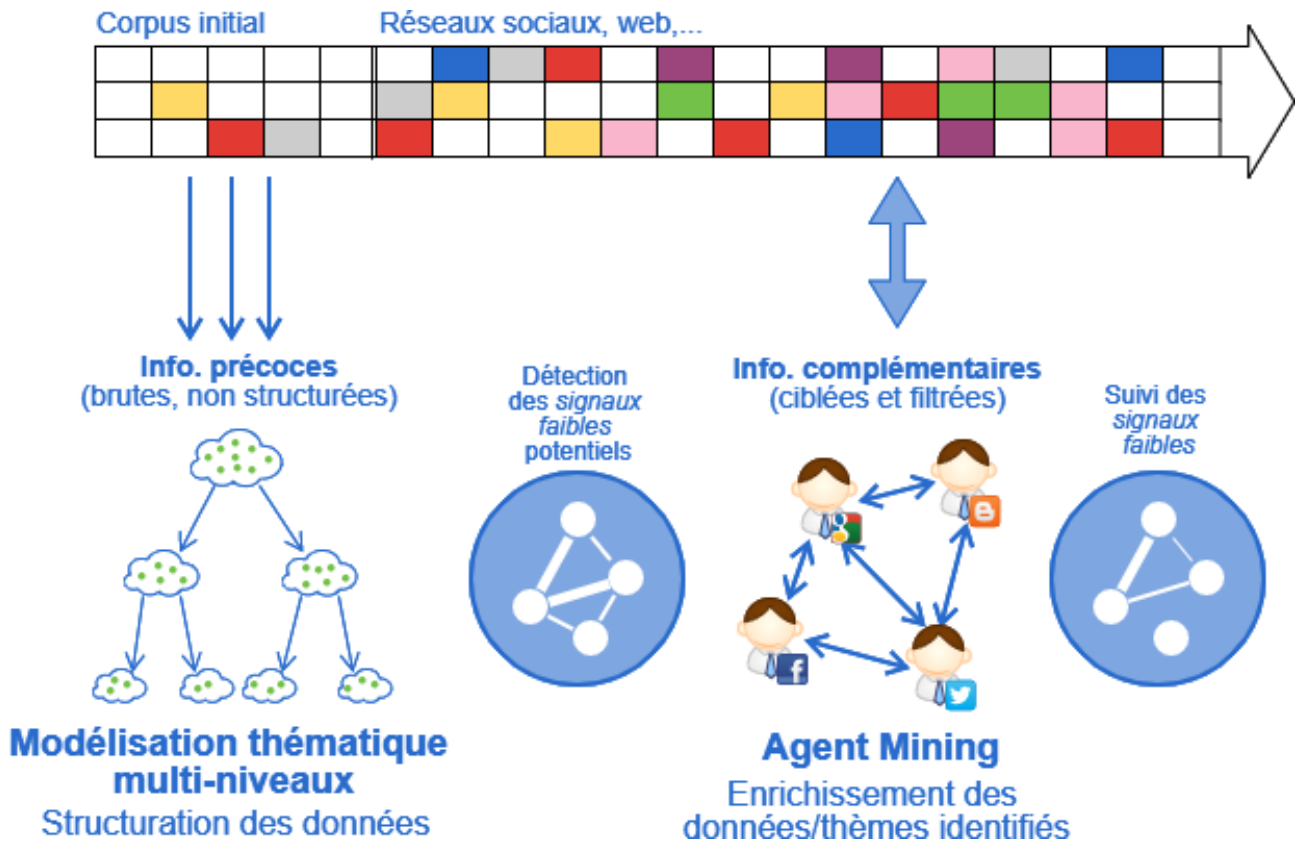 Corpus initial
Réseaux sociaux, web,...
Info. précoces
(brutes, non structurées)
Détection
des signaux
faibles
potentiels
Info. complémentaires
(ciblées et filtrées)
Suivi des
signaux
faibles
Modélisation thématique
multi-niveaux
Structuration des données
Agent Mining
Enrichissement des
données/thèmes identifiés